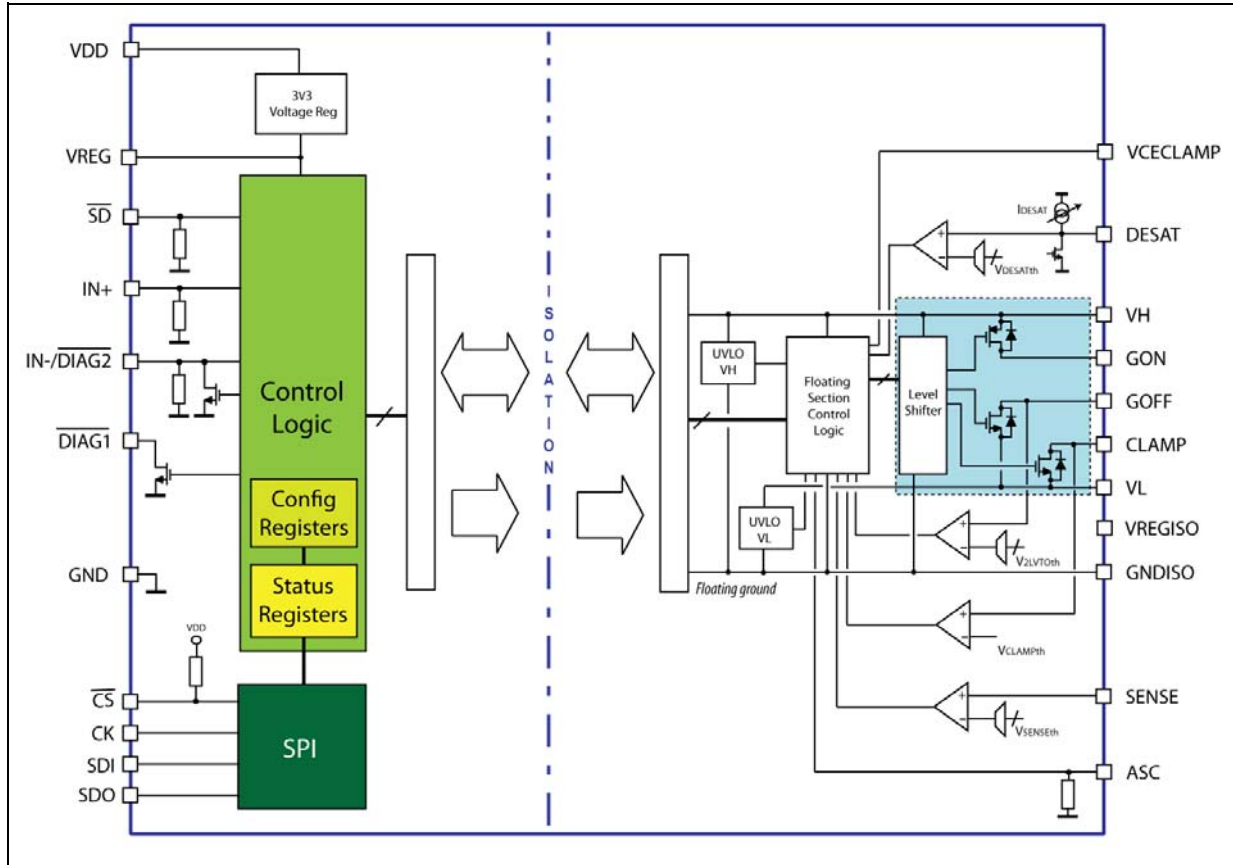 VDD
3V3
Voltage Reg
VREG
SD
IN+
IN-/DIAG2
DIAG1
GND
VDD
CS
CK
SDI
SDO
Control
Logic
Config
Registers
Status
Registers
SPI
ISOLATION
UVLO
VH
UVLO
VL
Floating
Section
Control
Logic
Level
Shifter
Floating ground
IDESAT
VDESATth
V2LVTOth
VCLAMPth
VSENSEth
VCECLAMP
DESAT
VH
GON
GOFF
CLAMP
VL
VREGISO
GNDISO
SENSE
ASC